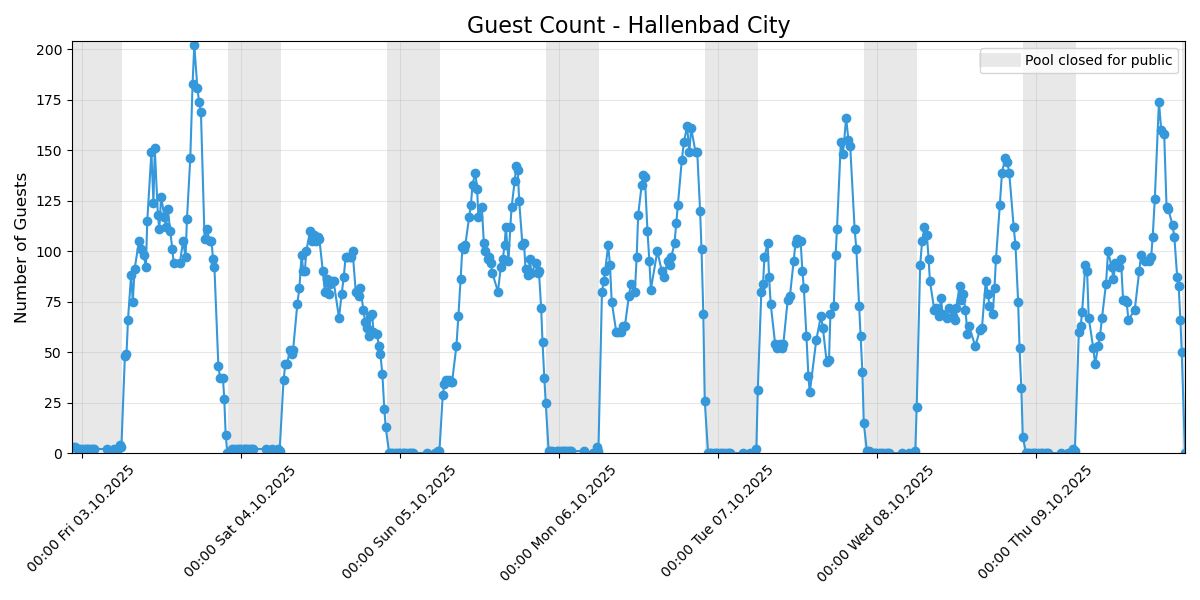 Guest Count - Hallenbad City
Pool closed for public
Number of Guests
200
175
150
125
100
75
50
25
0
00:00 Fri 03.10.2025
00:00 Sat 04.10.2025
00:00 Sun 05.10.2025
00:00 Mon 06.10.2025
00:00 Tue 07.10.2025
00:00 Wed 08.10.2025
00:00 Thu 09.10.2025